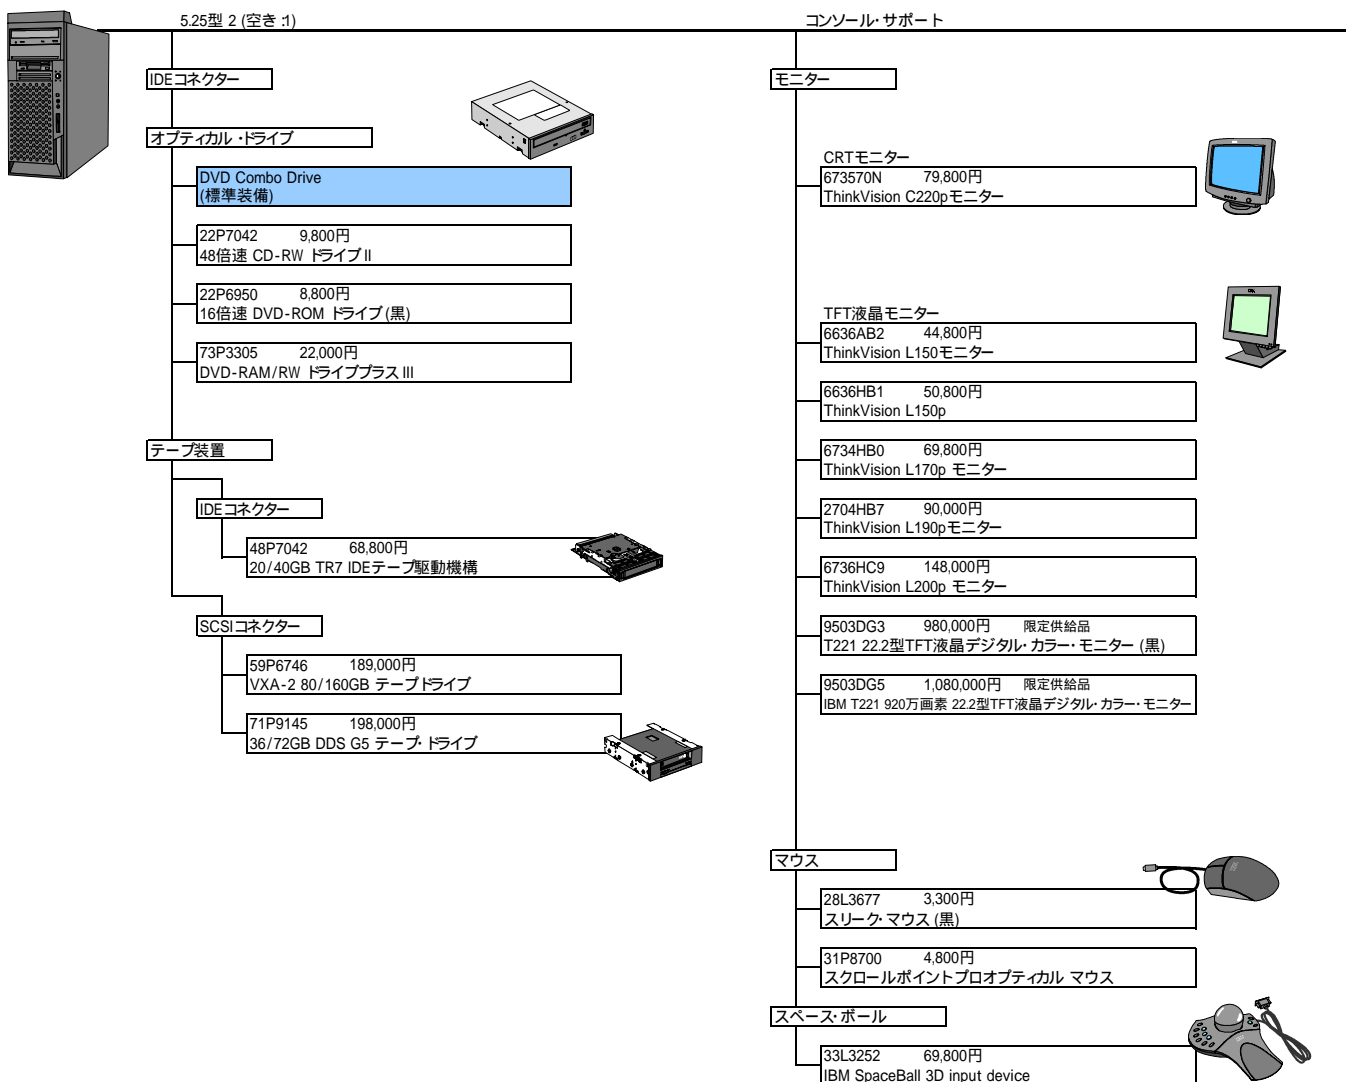 5.25型 2 (空き :1)
IDEコネクター
オプティカル ・ドライブ
DVD Combo Drive
(標準装備)
22P7042 9,800円
48倍速 CD-RW ドライブ II
22P6950 8,800円
16倍速 DVD-ROM ドライブ (黒)
73P3305 22,000円
DVD-RAM/RW ドライブプラス III
テープ装置
IDEコネクター
48P7042 68,800円
20/40GB TR7 IDEテープ駆動機構
SCSIコネクター
59P6746 189,000円
VXA-2 80/160GB テープドライブ
71P9145 198,000円
36/72GB DDS G5 テープ・ドライブ
コンソール・サポート
モニター
CRTモニター
673570N 79,800円
ThinkVision C220pモニター
TFT液晶モニター
6636AB2 44,800円
ThinkVision L150モニター
6636HB1 50,800円
ThinkVision L150p
6734HB0 69,800円
ThinkVision L170p モニター
2704HB7 90,000円
ThinkVision L190pモニター
6736HC9 148,000円
ThinkVision L200p モニター
9503DG3 980,000円 限定供給品
T221 22.2型TFT液晶デジタル・カラー・モニター (黒)
9503DG5 1,080,000円 限定供給品
IBM T221 920万画素 22.2型TFT液晶デジタル・カラー・モニター
マウス
28L3677 3,300円
スリーク・マウス (黒)
31P8700 4,800円
スクロールポイントプロオプティカル マウス
スペース・ボール
33L3252 69,800円
IBM SpaceBall 3D input device